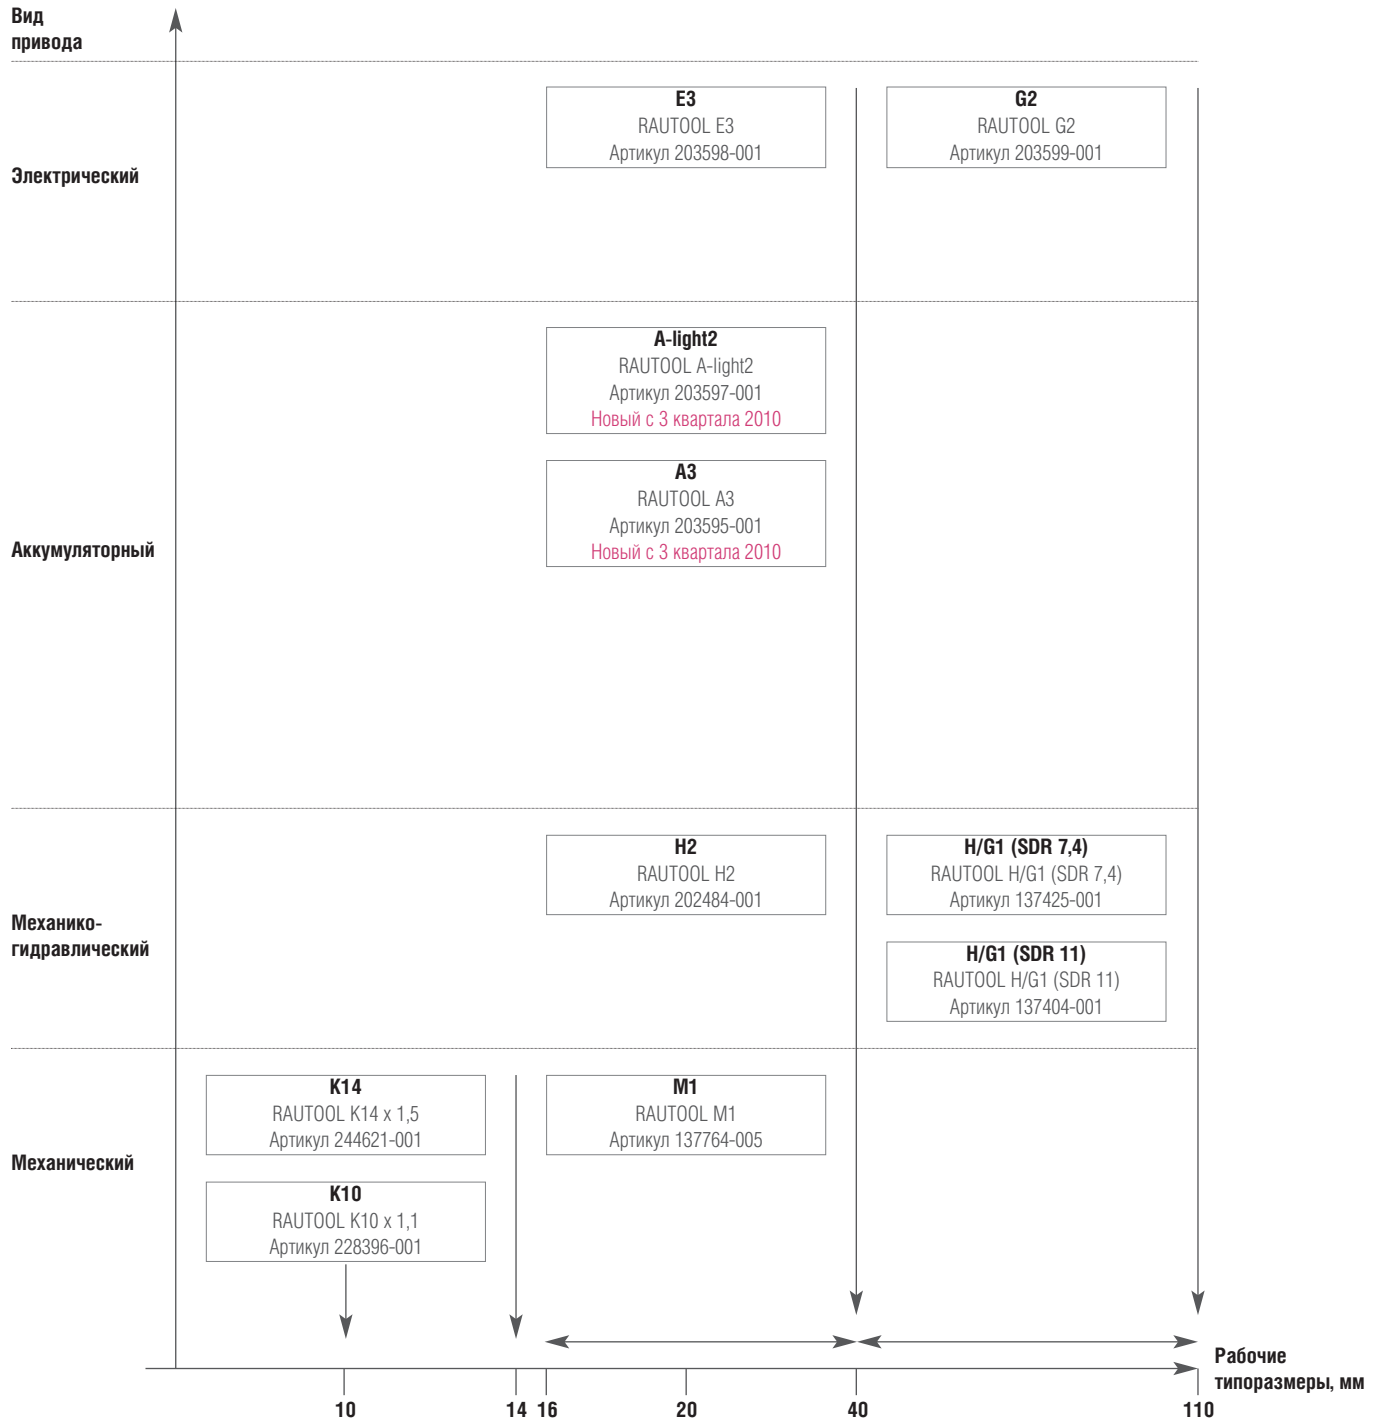 Вид
привода
E3
RAUTOOL E3
Артикул 203598-001
G2
RAUTOOL G2
Артикул 203599-001
Электрический
A-light2
RAUTOOL A-light2
Артикул 203597-001
Новый с 3 квартала 2010
A3
RAUTOOL A3
Артикул 203595-001
Новый с 3 квартала 2010
Аккумуляторный
H2
RAUTOOL H2
Артикул 202484-001
H/G1 (SDR 7,4)
RAUTOOL H/G1 (SDR 7,4)
Артикул 137425-001
Механико-
гидравлический
H/G1 (SDR 11)
RAUTOOL H/G1 (SDR 11)
Артикул 137404-001
K14
RAUTOOL K14 x 1,5
Артикул 244621-001
M1
RAUTOOL M1
Артикул 137764-005
Механический
K10
RAUTOOL K10 x 1,1
Артикул 228396-001
Рабочие
типоразмеры, мм
10 14 16 20 40 110